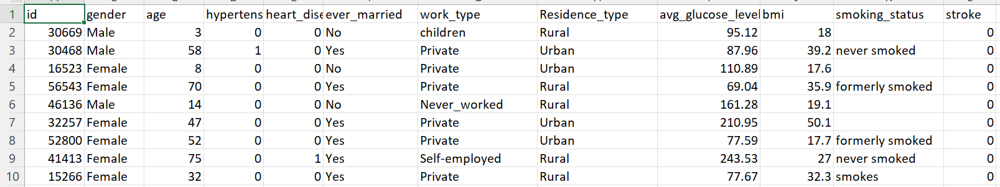 1 id gender age hypertens heart_dise ever_married work_type Residence_type avg_glucose_level bmi smoking_status stroke
2 30669 Male 3 0 0 No children Rural 95.12 18 0
3 30468 Male 58 1 0 Yes Private Urban 87.96 39.2 never smoked 0
4 16523 Female 8 0 0 No Private Urban 110.89 17.6 0
5 56543 Female 70 0 0 Yes Private Rural 69.04 35.9 formerly smoked 0
6 46136 Male 14 0 0 No Never_worked Rural 161.28 19.1 0
7 32257 Female 47 0 0 Yes Private Urban 210.95 50.1 0
8 52800 Female 52 0 0 Yes Private Urban 77.59 17.7 formerly smoked 0
9 41413 Female 75 0 1 Yes Self-employed Rural 243.53 27 never smoked 0
10 15266 Female 32 0 0 Yes Private Rural 77.67 32.3 smokes 0